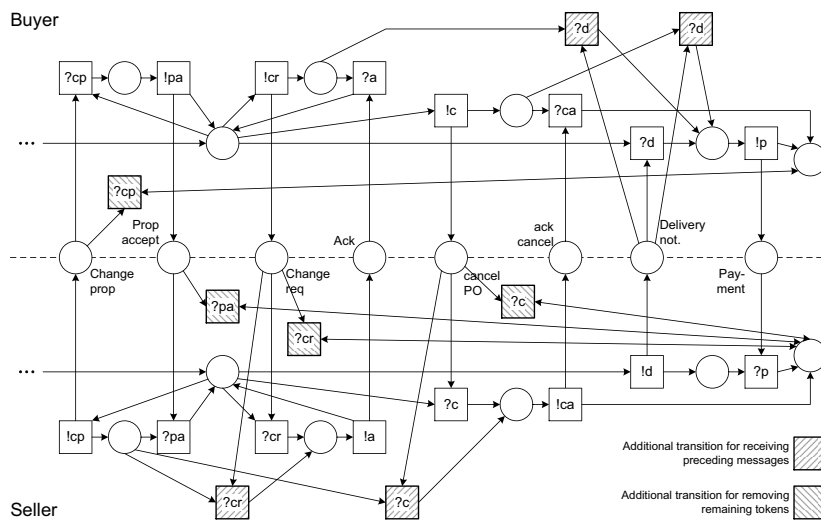 Buyer
?d
?d
?cp
!pa
!cr
?a
!c
?ca
...
?d
!p
?cp
Prop
accept
Ack
ack
cancel
Delivery
not.
Change
prop
Change
req
cancel
PO
Pay-
ment
?pa
?c
?cr
...
!d
?p
?c
!ca
!cp
?pa
?cr
!a
Additional transition for receiving
preceding messages
?cr
?c
Additional transition for removing
remaining tokens
Seller